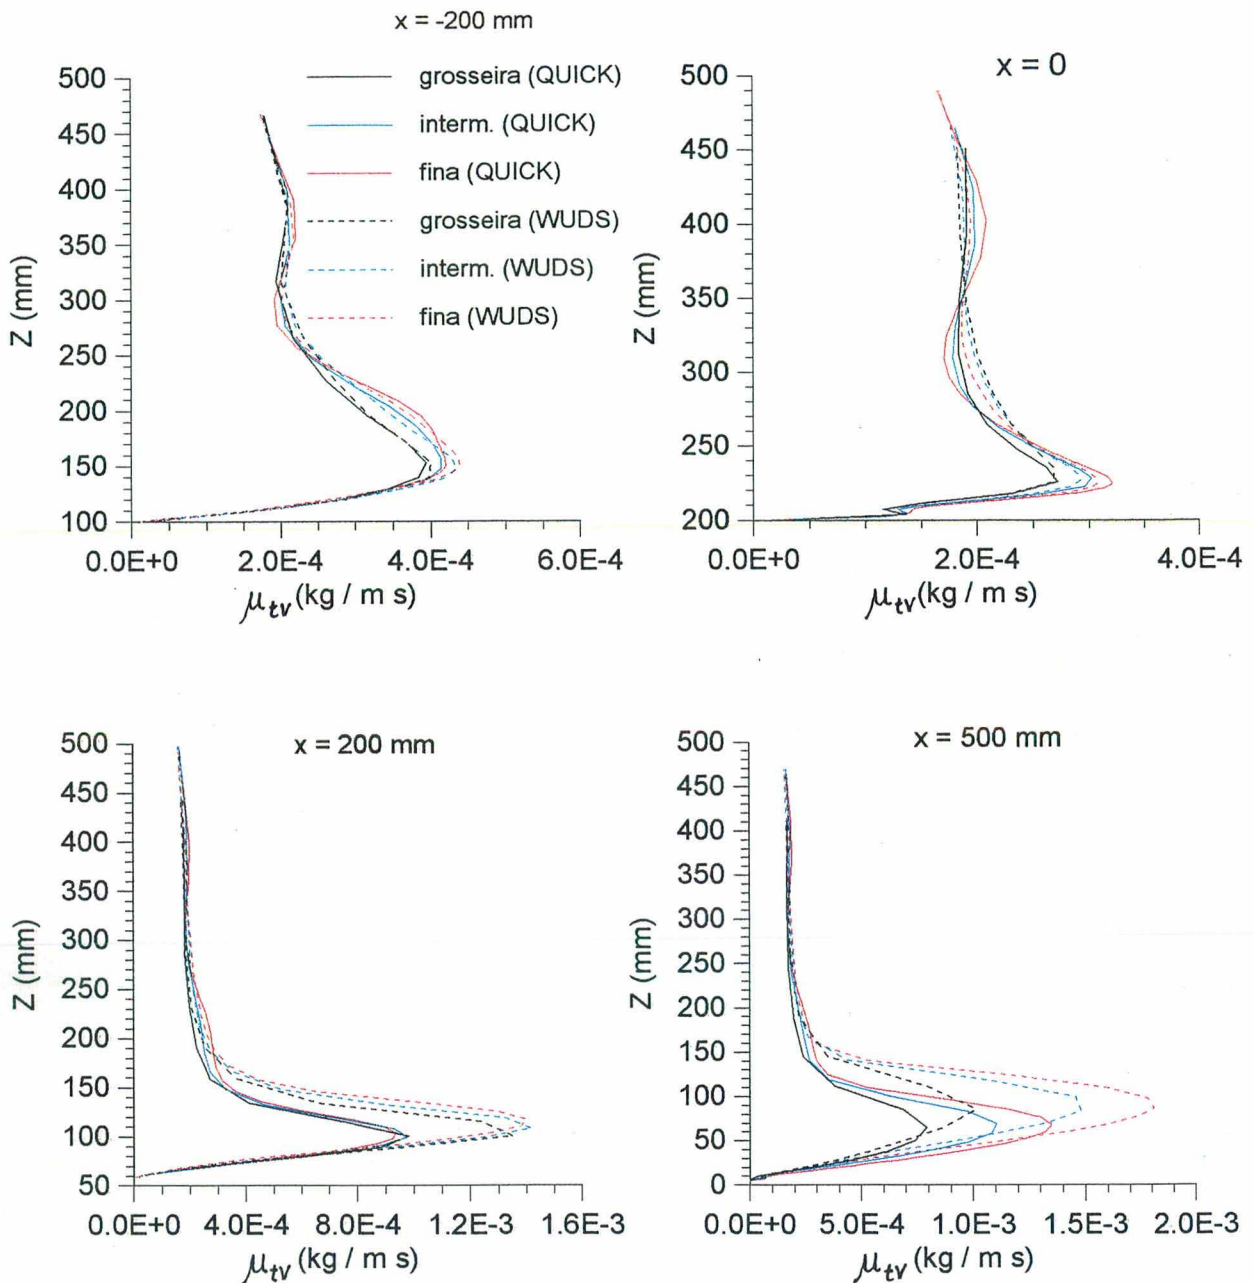 x = -200 mm
500
450
400
350
300
250
200
150
100
Z (mm)
0.0E+0 2.0E-4 4.0E-4 6.0E-4
μtv (kg / m s)
grosseira (QUICK)
interm. (QUICK)
fina (QUICK)
grosseira (WUDS)
interm. (WUDS)
fina (WUDS)
x = 0
500
450
400
350
300
250
200
Z (mm)
0.0E+0 2.0E-4 4.0E-4
μtv (kg / m s)
x = 200 mm
500
450
400
350
300
250
200
150
100
50
Z (mm)
0.0E+0 4.0E-4 8.0E-4 1.2E-3 1.6E-3
μtv (kg / m s)
x = 500 mm
500
450
400
350
300
250
200
150
100
50
0
Z (mm)
0.0E+0 5.0E-4 1.0E-3 1.5E-3 2.0E-3
μtv (kg / m s)